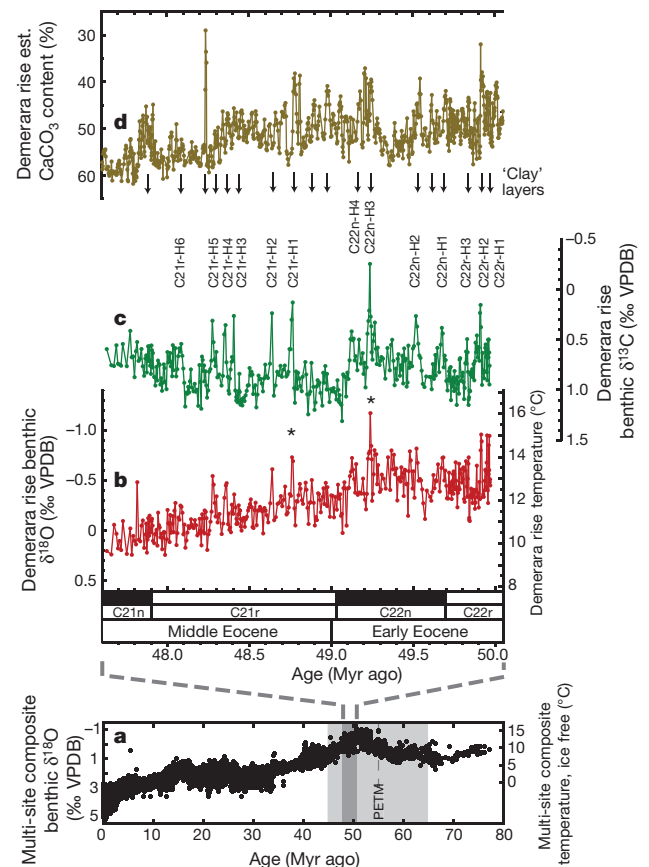 Demerara rise est.
CaCO3 content (%)
30
40
50
60
d
'Clay'
layers
C21r-H6
C21r-H5
C21r-H4
C21r-H3
C21r-H2
C21r-H1
C22n-H4
C22n-H3
C22n-H2
C22n-H1
C22r-H3
C22r-H2
C22r-H1
−0.5
0
0.5
1.0
1.5
Demerara rise
benthic δ13C (‰ VPDB)
c
Demerara rise benthic
δ18O (‰ VPDB)
−1.0
−0.5
0
0.5
b
*
*
16
14
12
10
8
Demerara rise temperature (°C)
C21n
C21r
C22n
C22r
Middle Eocene
Early Eocene
48.0
48.5
49.0
49.5
50.0
Age (Myr ago)
Multi-site composite
benthic δ18O
(‰ VPDB)
−1
1
3
5
a
PETM
15
10
5
0
Multi-site composite
temperature, ice free (°C)
0
10
20
30
40
50
60
70
80
Age (Myr ago)